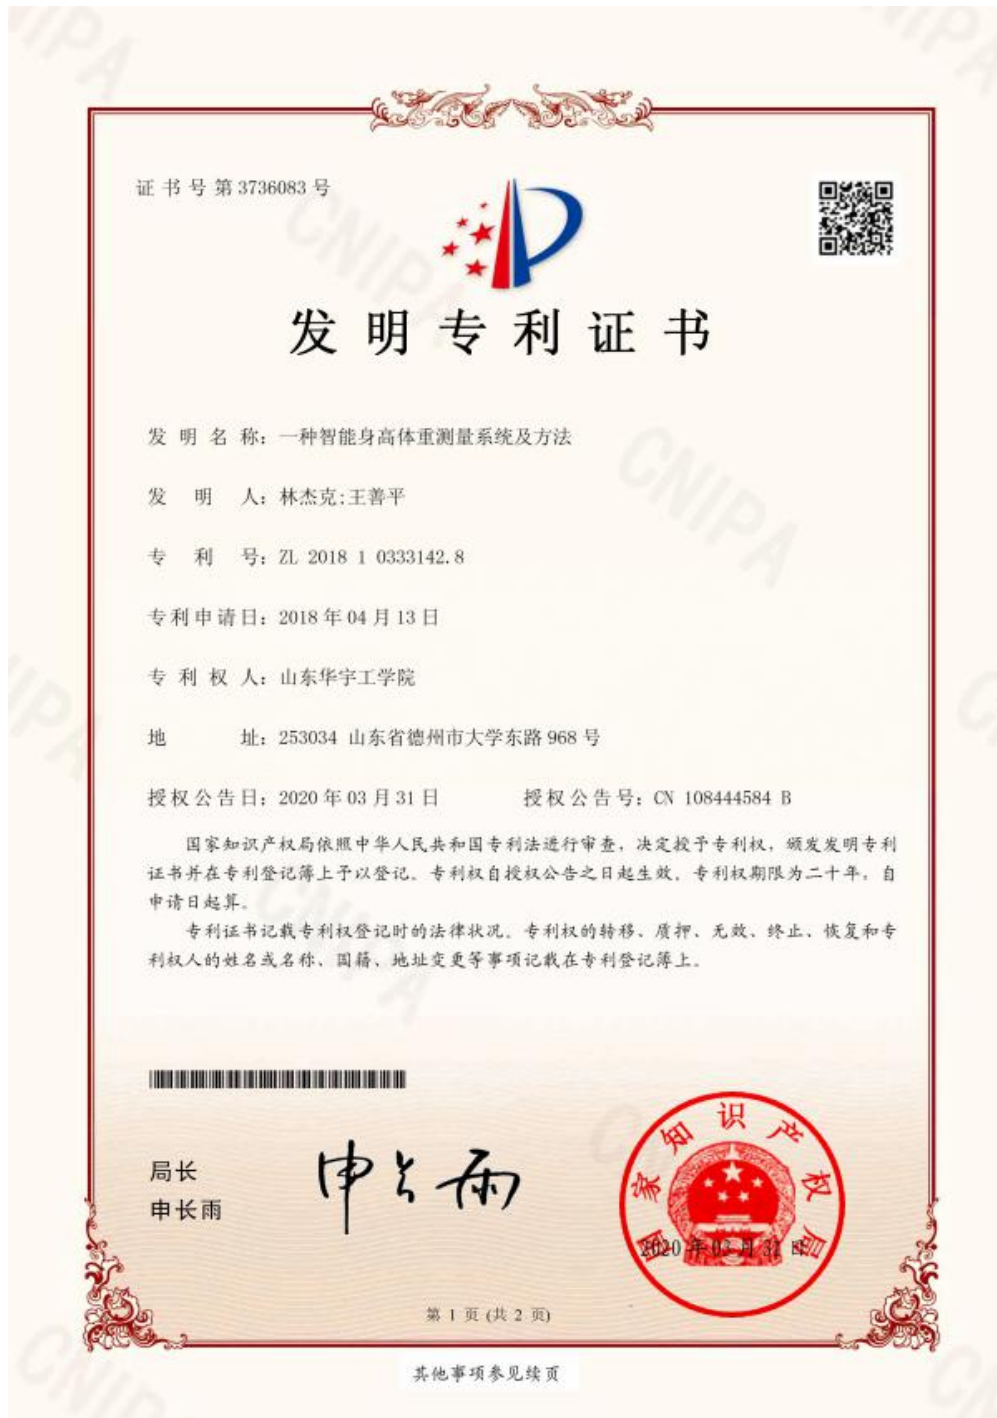 证书号第3736083号
发明专利证书
发明名称：一种智能身高体重测量系统及方法
发明人：林杰克;王善平
专利号：ZL 2018 1 0333142.8
专利申请日：2018年04月13日
专利权人：山东华宇工学院
地址：253034 山东省德州市大学东路968号
授权公告日：2020年03月31日 授权公告号：CN 108444584 B
国家知识产权局依照中华人民共和国专利法进行审查，决定授予专利权，颁发发明专利
证书并在专利登记簿上予以登记。专利权自授权公告之日起生效。专利权期限为二十年，自
申请日起算。
专利证书记载专利权登记时的法律状况。专利权的转移、质押、无效、终止、恢复和专
利权人的姓名或名称、国籍、地址变更等事项记载在专利登记簿上。
局长
申长雨
申长雨
国家知识产权局
2020年03月31日
第 1 页 (共 2 页)
其他事项参见续页
CNIPA